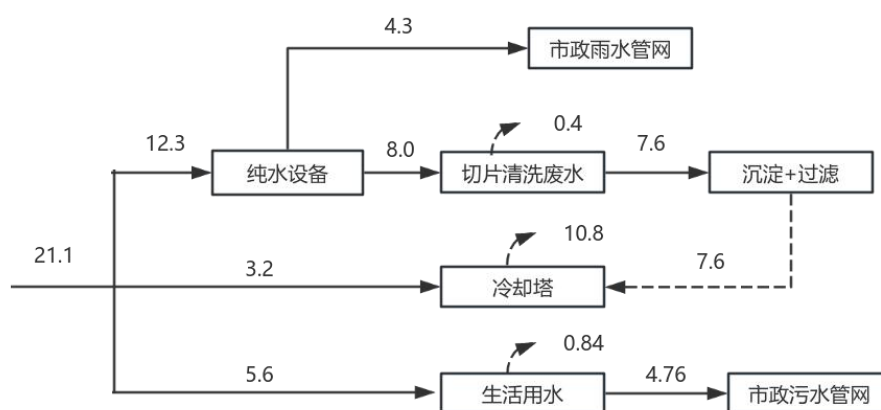 4.3
市政雨水管网
12.3
纯水设备
8.0
0.4
切片清洗废水
7.6
沉淀+过滤
21.1
3.2
10.8
冷却塔
7.6
5.6
0.84
生活用水
4.76
市政污水管网